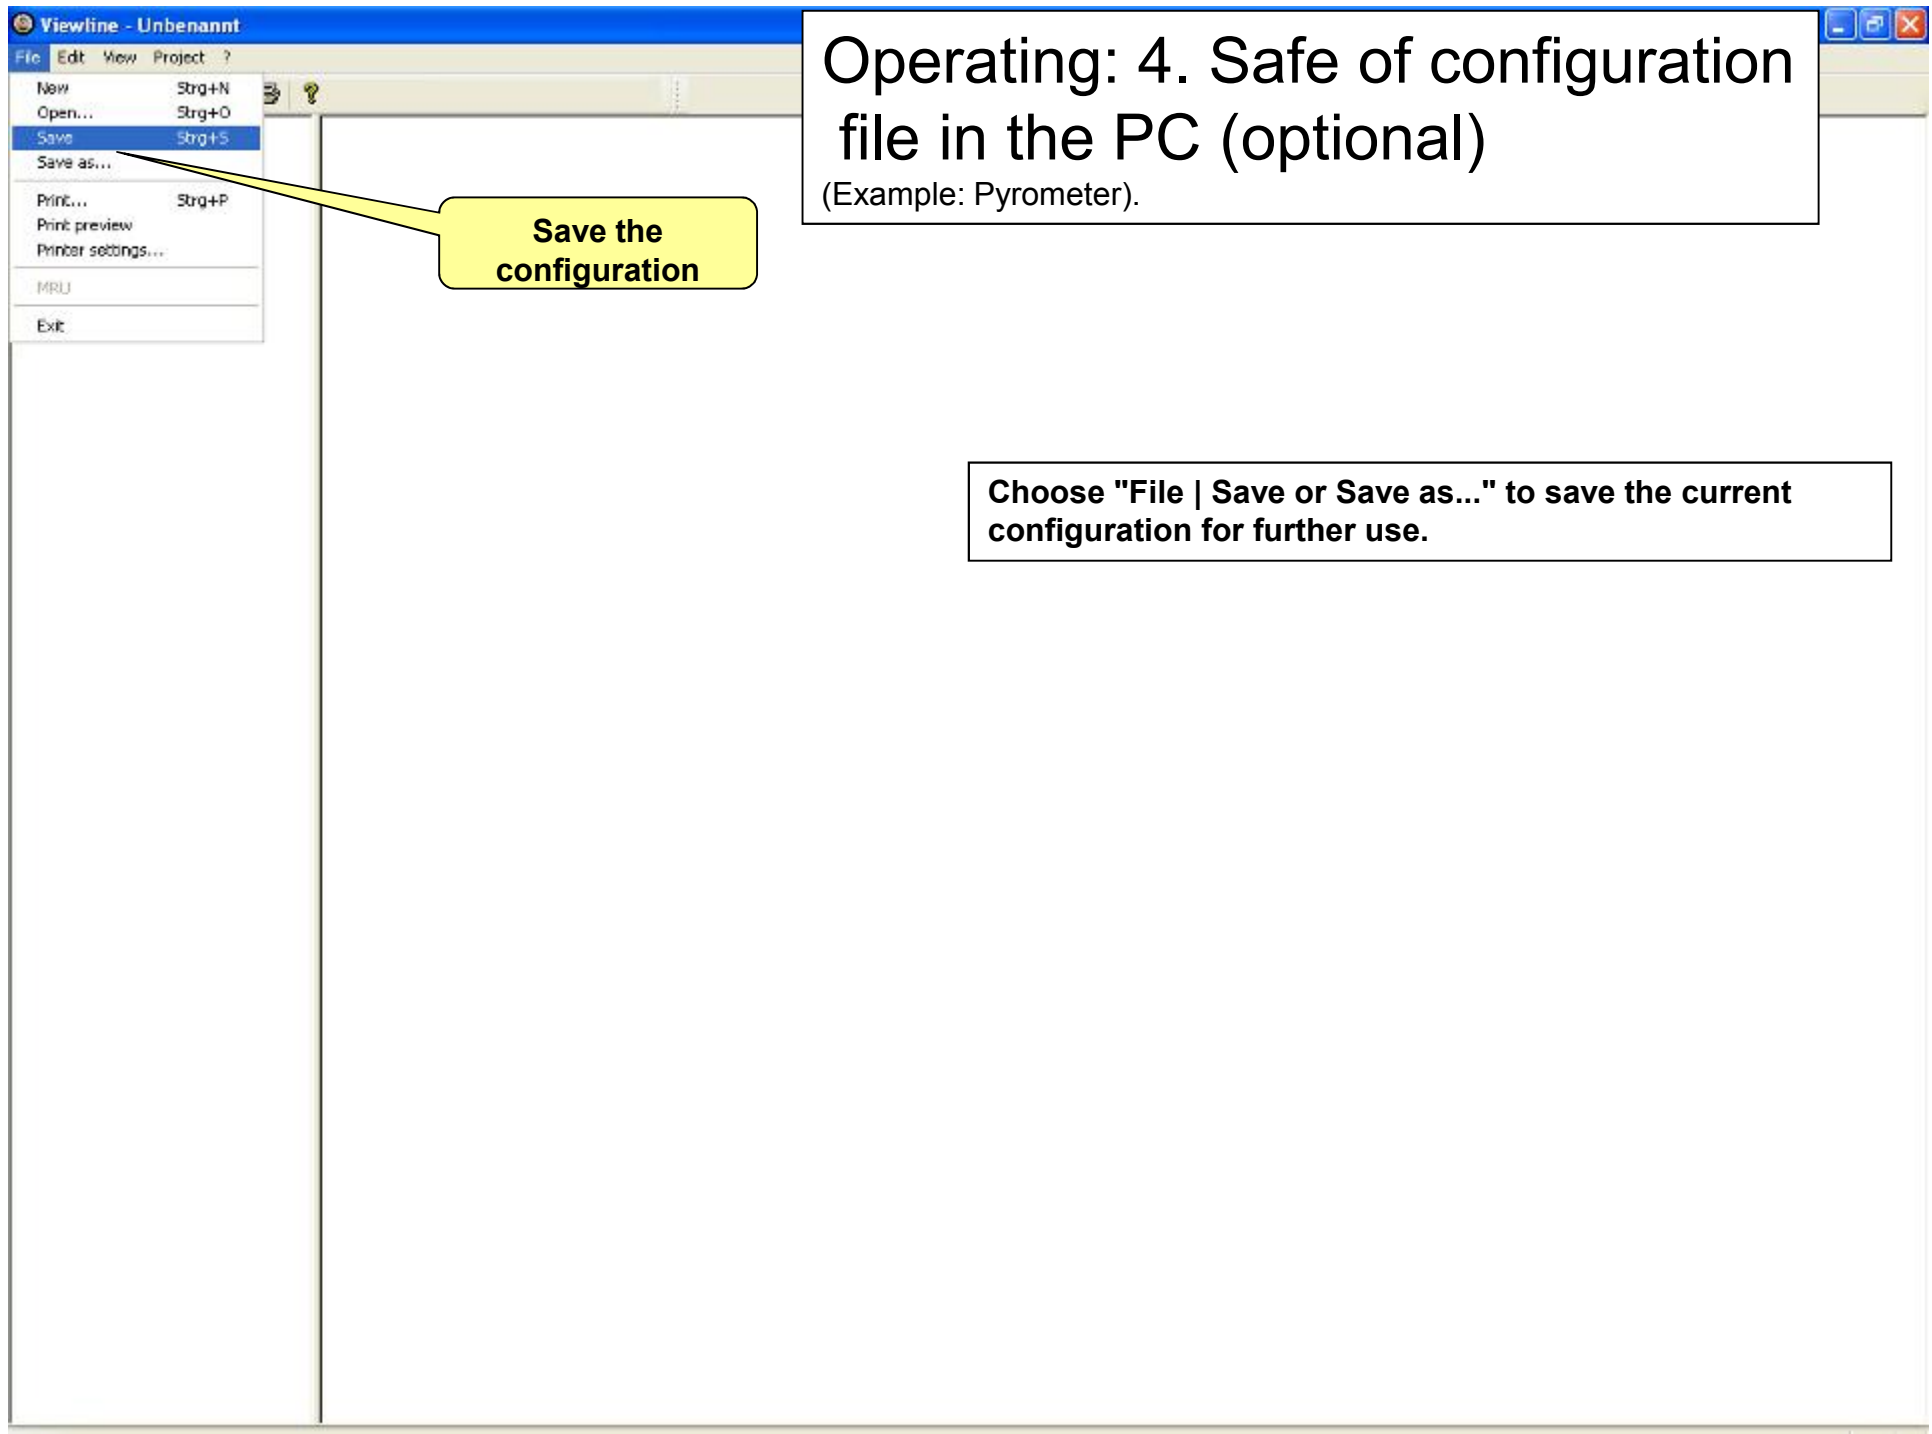 Viewline - Unbenannt
File Edit View Project ?
New Strg+N
Open... Strg+O
Save Strg+S
Save as...
Print... Strg+P
Print preview
Printer settings...
MRU
Exit
Operating: 4. Safe of configuration
file in the PC (optional)
(Example: Pyrometer).
Save the
configuration
Choose "File | Save or Save as..." to save the current
configuration for further use.